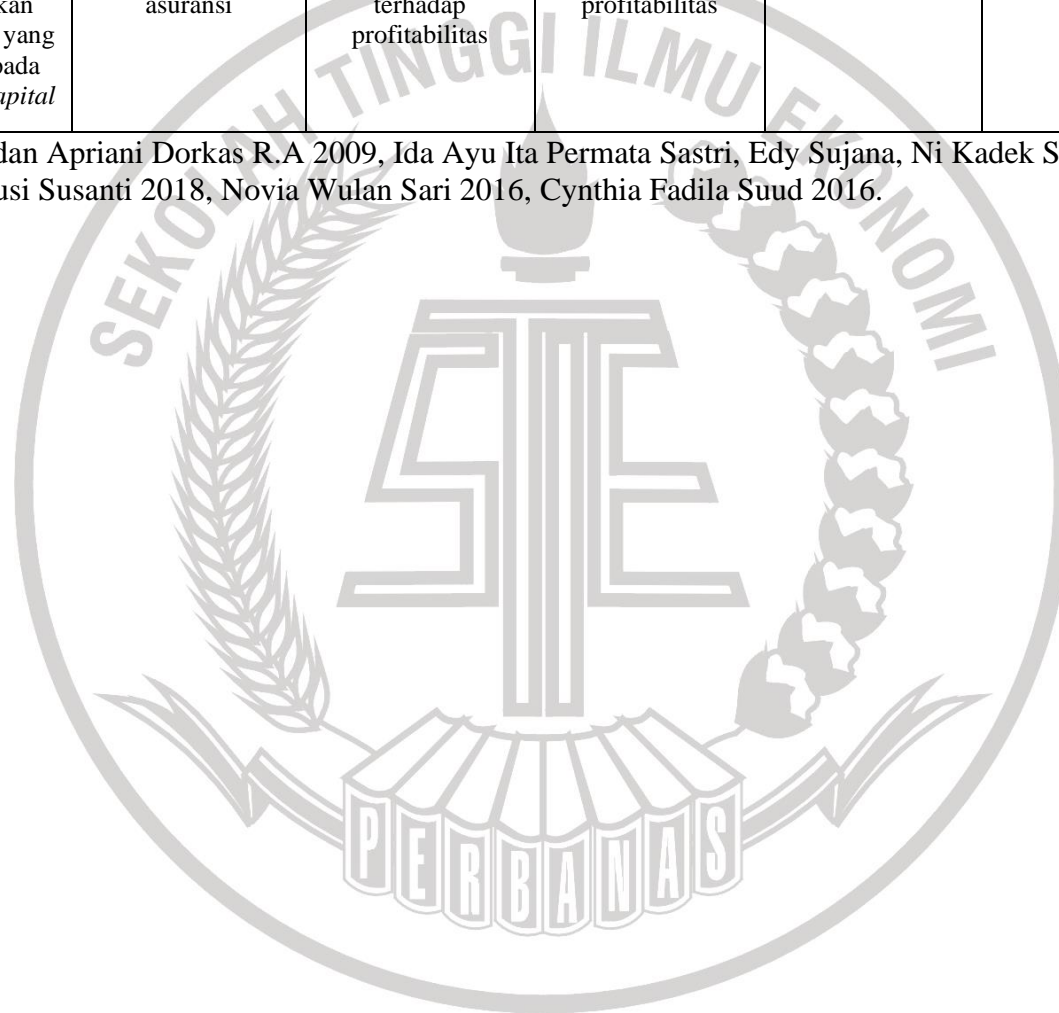 kan
yang
pada
apital
asuransi
terhadap
profitabilitas
profitabilitas
dan Apriani Dorkas R.A 2009, Ida Ayu Ita Permata Sastri, Edy Sujana, Ni Kadek S
usi Susanti 2018, Novia Wulan Sari 2016, Cynthia Fadila Suud 2016.
SEKOLAH TINGGI ILMU EKONOMI
STIE
PERBANAS